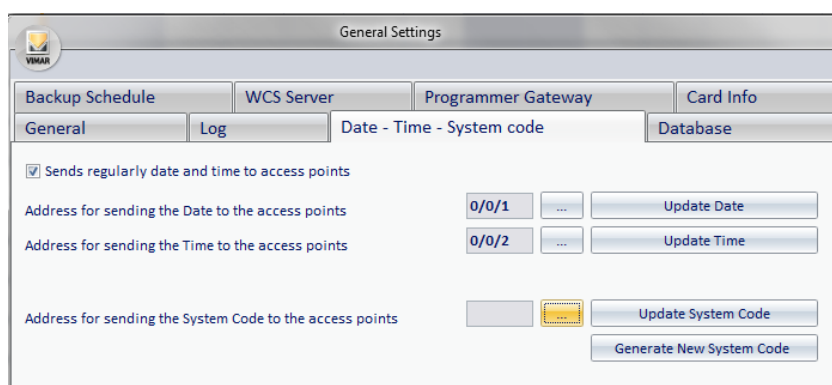 General Settings
VIMAR
Backup Schedule WCS Server Programmer Gateway Card Info
General Log Date - Time - System code Database
Sends regularly date and time to access points
Address for sending the Date to the access points 0/0/1 ... Update Date
Address for sending the Time to the access points 0/0/2 ... Update Time
Address for sending the System Code to the access points ... Update System Code
Generate New System Code